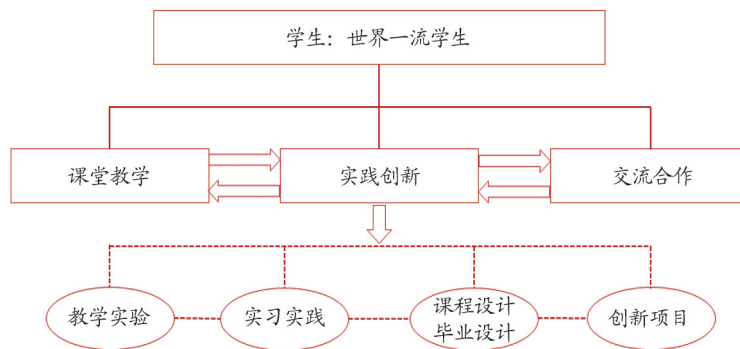 学生：世界一流学生
课堂教学
实践创新
交流合作
教学实验
实习实践
课程设计
毕业设计
创新项目